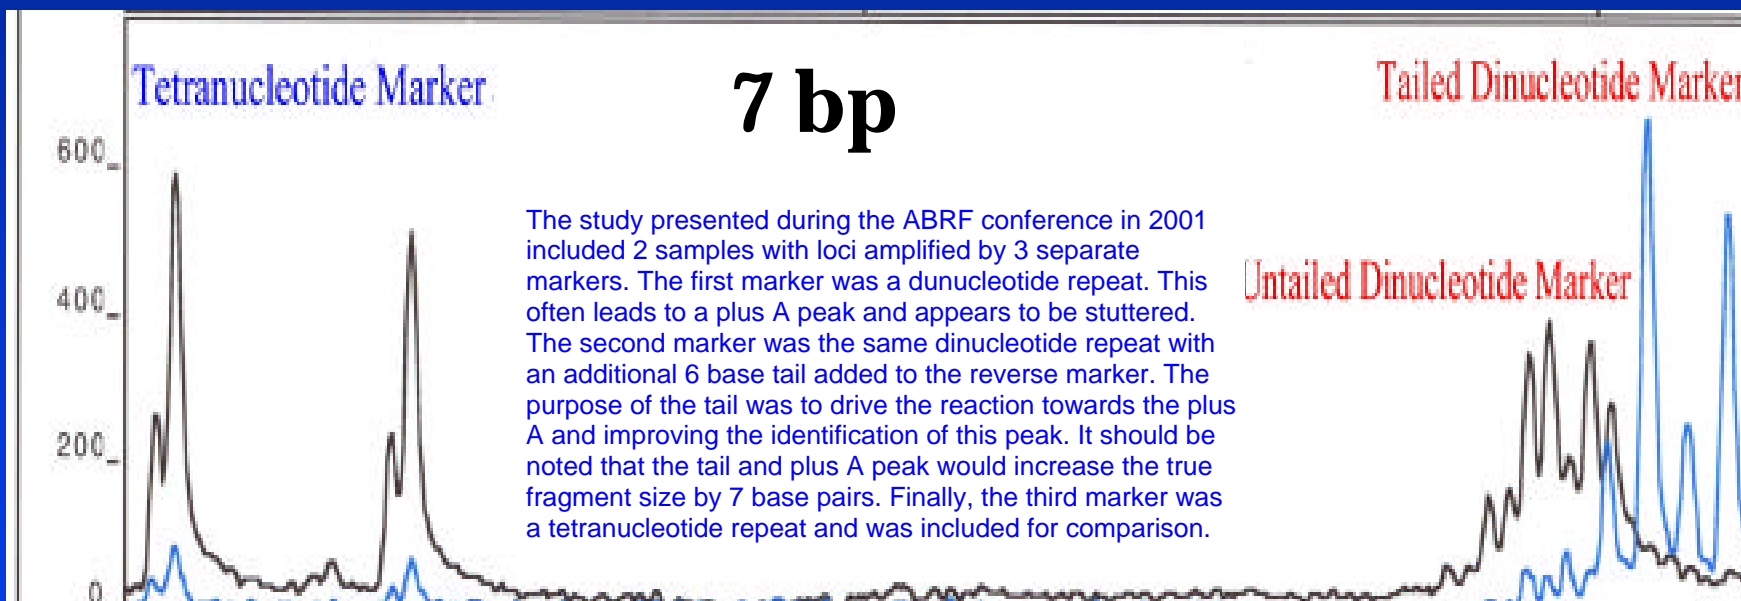 Tetranucleotide Marker
7 bp
Tailed Dinucleotide Marker
600
The study presented during the ABRF conference in 2001
included 2 samples with loci amplified by 3 separate
markers. The first marker was a dunucleotide repeat. This
often leads to a plus A peak and appears to be stuttered.
The second marker was the same dinucleotide repeat with
an additional 6 base tail added to the reverse marker. The
purpose of the tail was to drive the reaction towards the plus
A and improving the identification of this peak. It should be
noted that the tail and plus A peak would increase the true
fragment size by 7 base pairs. Finally, the third marker was
a tetranucleotide repeat and was included for comparison.
Untailed Dinucleotide Marker
400
200
0